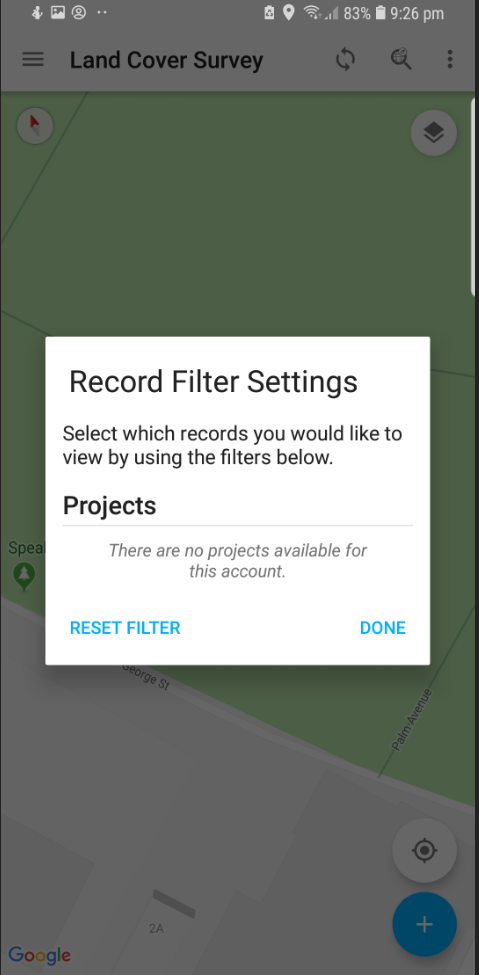 83% 9:26 pm
Land Cover Survey
Record Filter Settings
Select which records you would like to
view by using the filters below.
Projects
There are no projects available for
this account.
RESET FILTER
DONE
Speak
George St
Palm Avenue
2A
Google